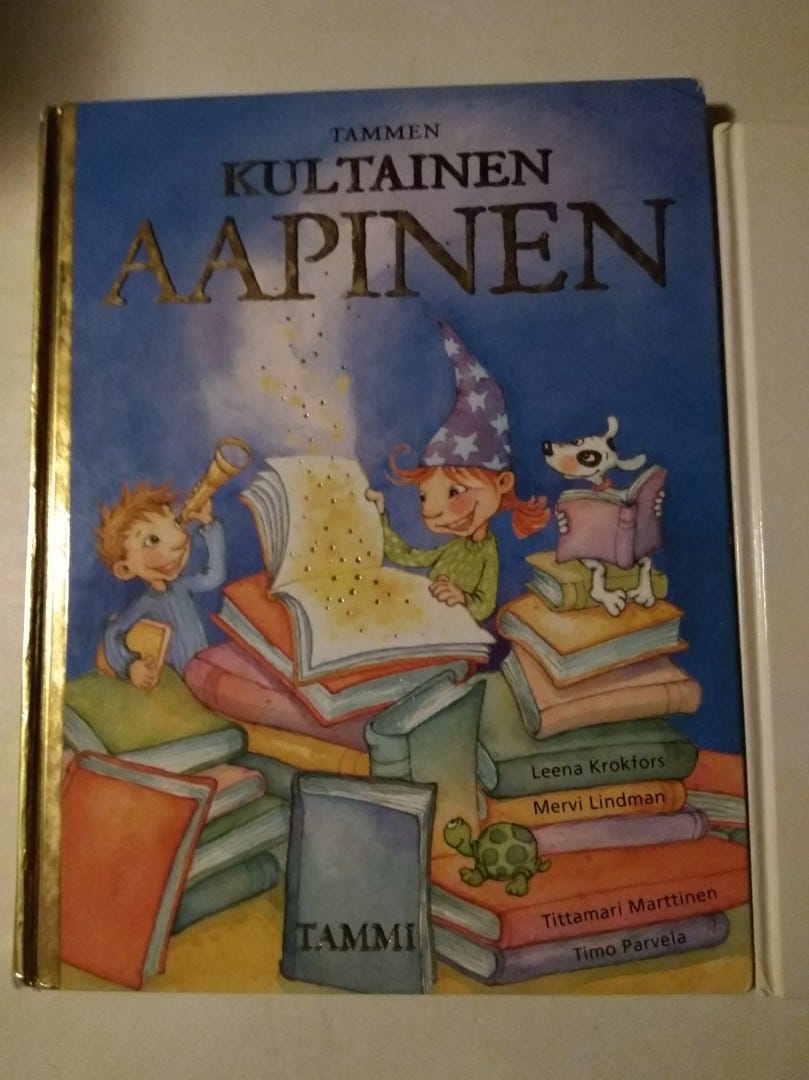 TAMMEN
KULTAINEN
AAPINEN
Leena Krokfors
Mervi Lindman
Tittamari Marttinen
Timo Parvela
TAMMI